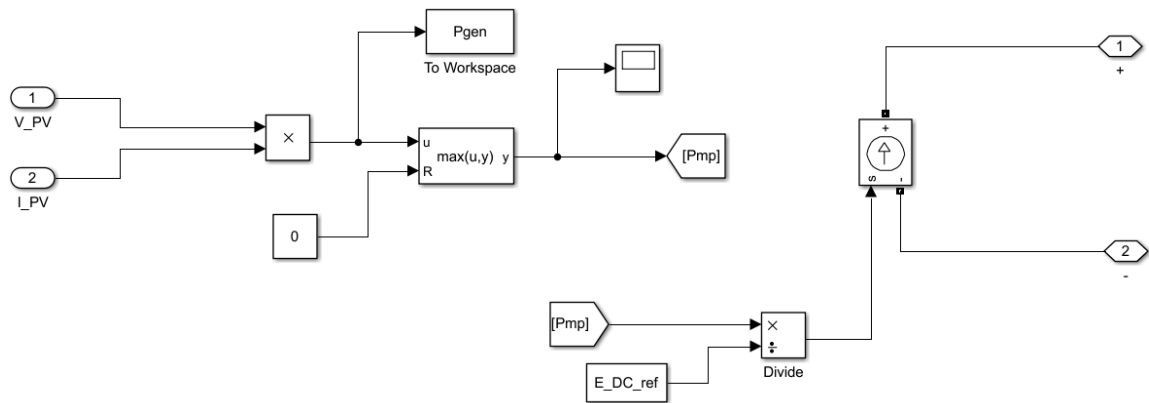 Pgen
To Workspace
1
V_PV
2
I_PV
×
u
R
max(u,y)
y
0
[Pmp]
1
+
+
s
-
2
-
[Pmp]
×
÷
Divide
E_DC_ref